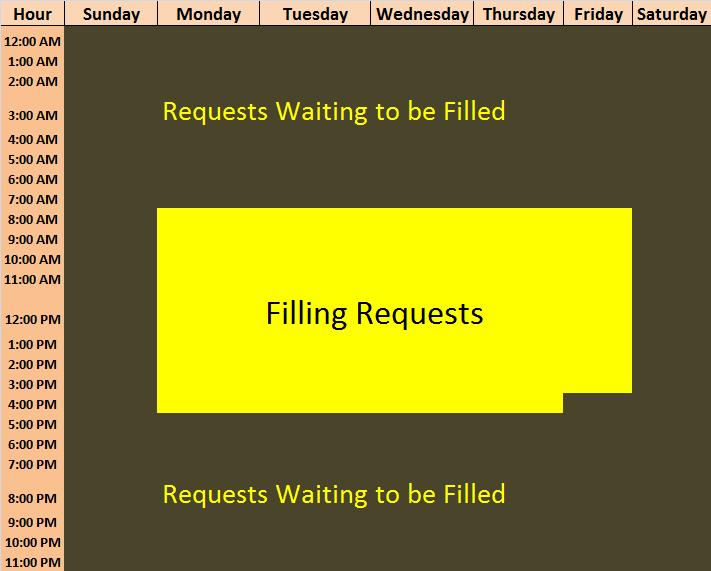 Hour Sunday Monday Tuesday Wednesday Thursday Friday Saturday
12:00 AM
1:00 AM
2:00 AM
Requests Waiting to be Filled
3:00 AM
4:00 AM
5:00 AM
6:00 AM
7:00 AM
8:00 AM
9:00 AM
10:00 AM
11:00 AM
Filling Requests
12:00 PM
1:00 PM
2:00 PM
3:00 PM
4:00 PM
5:00 PM
6:00 PM
7:00 PM
Requests Waiting to be Filled
8:00 PM
9:00 PM
10:00 PM
11:00 PM